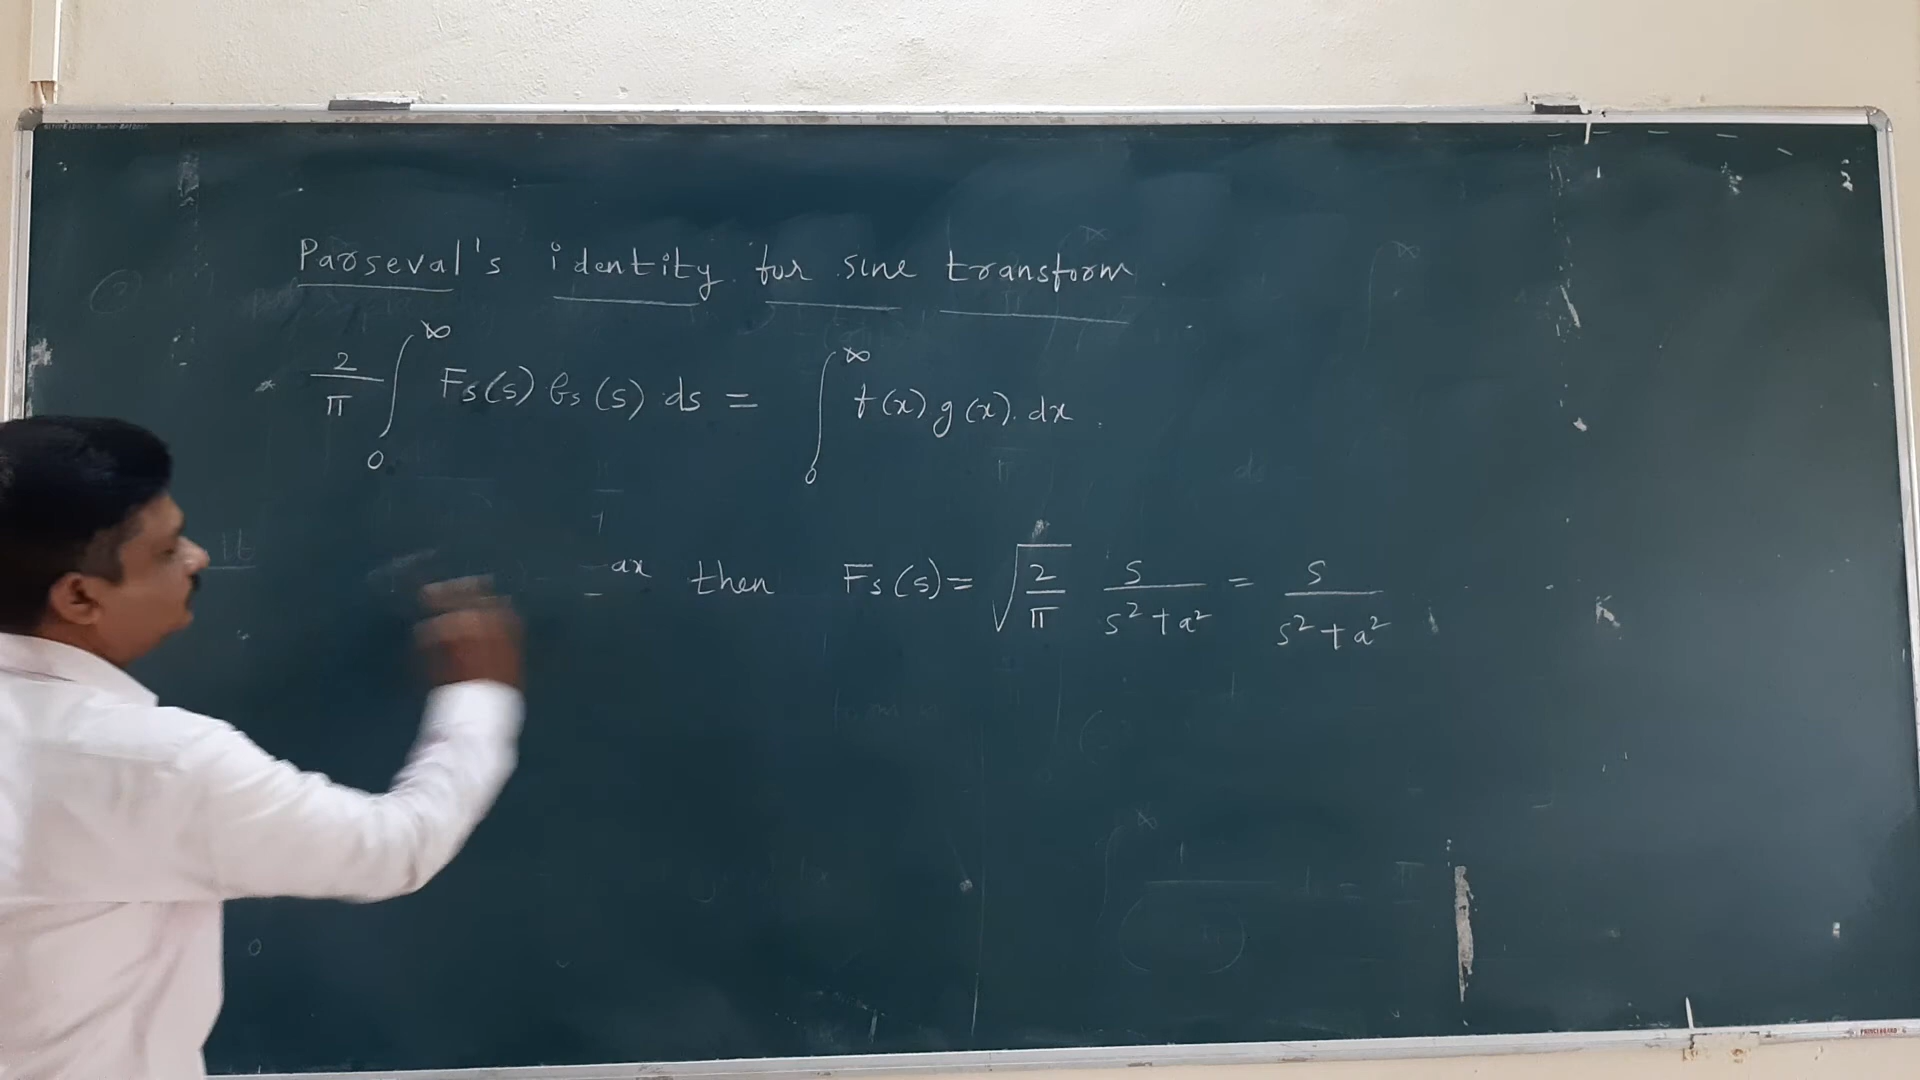 Parseval's identity for sine transform.
2/π ∫₀^∞ Fs(s) Gs(s) ds = ∫₀^∞ f(x) g(x). dx.
ax then Fs(s) = √(2/π) s/(s²+a²) = s/(s²+a²)